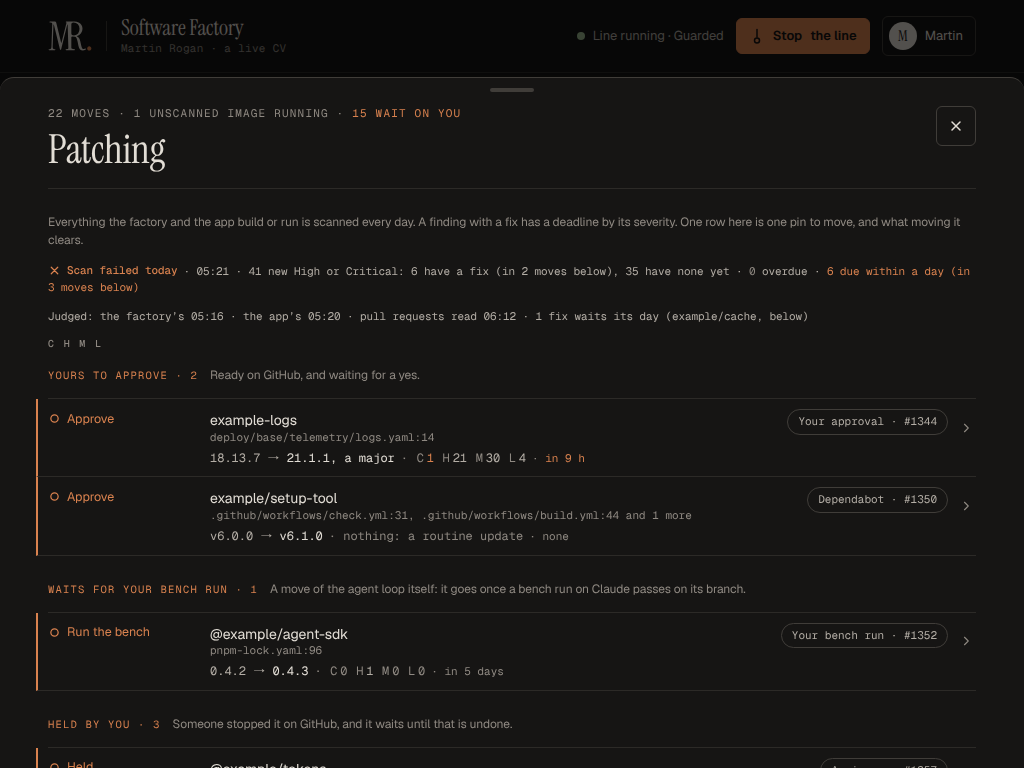 MR.
Software Factory
Martin Rogan · a live CV
Line running · Guarded
Stop the line
M
Martin
22 MOVES · 1 UNSCANNED IMAGE RUNNING · 15 WAIT ON YOU
Patching
Everything the factory and the app build or run is scanned every day. A finding with a fix has a deadline by its severity. One row here is one pin to move, and what moving it
clears.
Scan failed today · 05:21 · 41 new High or Critical: 6 have a fix (in 2 moves below), 35 have none yet · 0 overdue · 6 due within a day (in
3 moves below)
Judged: the factory's 05:16 · the app's 05:20 · pull requests read 06:12 · 1 fix waits its day (example/cache, below)
C H M L
YOURS TO APPROVE · 2 Ready on GitHub, and waiting for a yes.
Approve
example-logs
deploy/base/telemetry/logs.yaml:14
18.13.7 → 21.1.1, a major · C1 H21 M30 L4 · in 9 h
Your approval · #1344
Approve
example/setup-tool
.github/workflows/check.yml:31, .github/workflows/build.yml:44 and 1 more
v6.0.0 → v6.1.0 · nothing: a routine update · none
Dependabot · #1350
WAITS FOR YOUR BENCH RUN · 1 A move of the agent loop itself: it goes once a bench run on Claude passes on its branch.
Run the bench
@example/agent-sdk
pnpm-lock.yaml:96
0.4.2 → 0.4.3 · C0 H1 M0 L0 · in 5 days
Your bench run · #1352
HELD BY YOU · 3 Someone stopped it on GitHub, and it waits until that is undone.
Held
@example/tokens